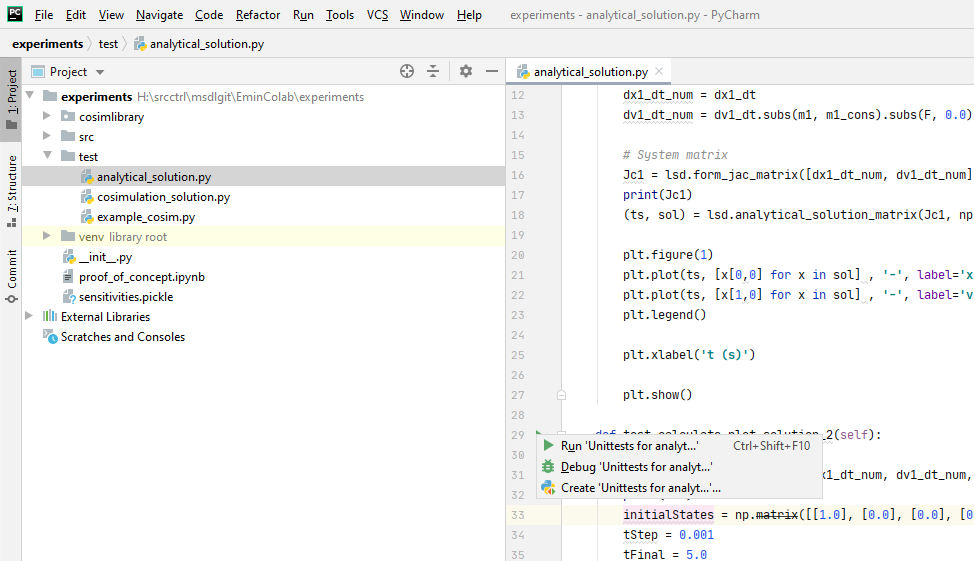 PC File Edit View Navigate Code Refactor Run Tools VCS Window Help experiments - analytical_solution.py - PyCharm
experiments test analytical_solution.py
1: Project
7: Structure
Commit
Project
experiments H:\srcctrl\msdlgit\EminColab\experiments
cosimlibrary
src
test
analytical_solution.py
cosimulation_solution.py
example_cosim.py
venv library root
__init__.py
proof_of_concept.ipynb
sensitivities.pickle
External Libraries
Scratches and Consoles
analytical_solution.py
12 dx1_dt_num = dx1_dt
13 dv1_dt_num = dv1_dt.subs(m1, m1_cons).subs(F, 0.0)
14
15 # System matrix
16 Jc1 = lsd.form_jac_matrix([dx1_dt_num, dv1_dt_num]
17 print(Jc1)
18 (ts, sol) = lsd.analytical_solution_matrix(Jc1, np
19
20 plt.figure(1)
21 plt.plot(ts, [x[0,0] for x in sol] , '-', label='x
22 plt.plot(ts, [x[1,0] for x in sol] , '-', label='v
23 plt.legend()
24
25 plt.xlabel('t (s)')
26
27 plt.show()
28
29 def test_calculate_plot_solution_2(self):
30
Run 'Unittests for analyt...' Ctrl+Shift+F10
Debug 'Unittests for analyt...'
Create 'Unittests for analyt...'...
31 x1_dt_num, dv1_dt_num,
32
33 initialStates = np.matrix([[1.0], [0.0], [0.0], [0
34 tStep = 0.001
35 tFinal = 5.0